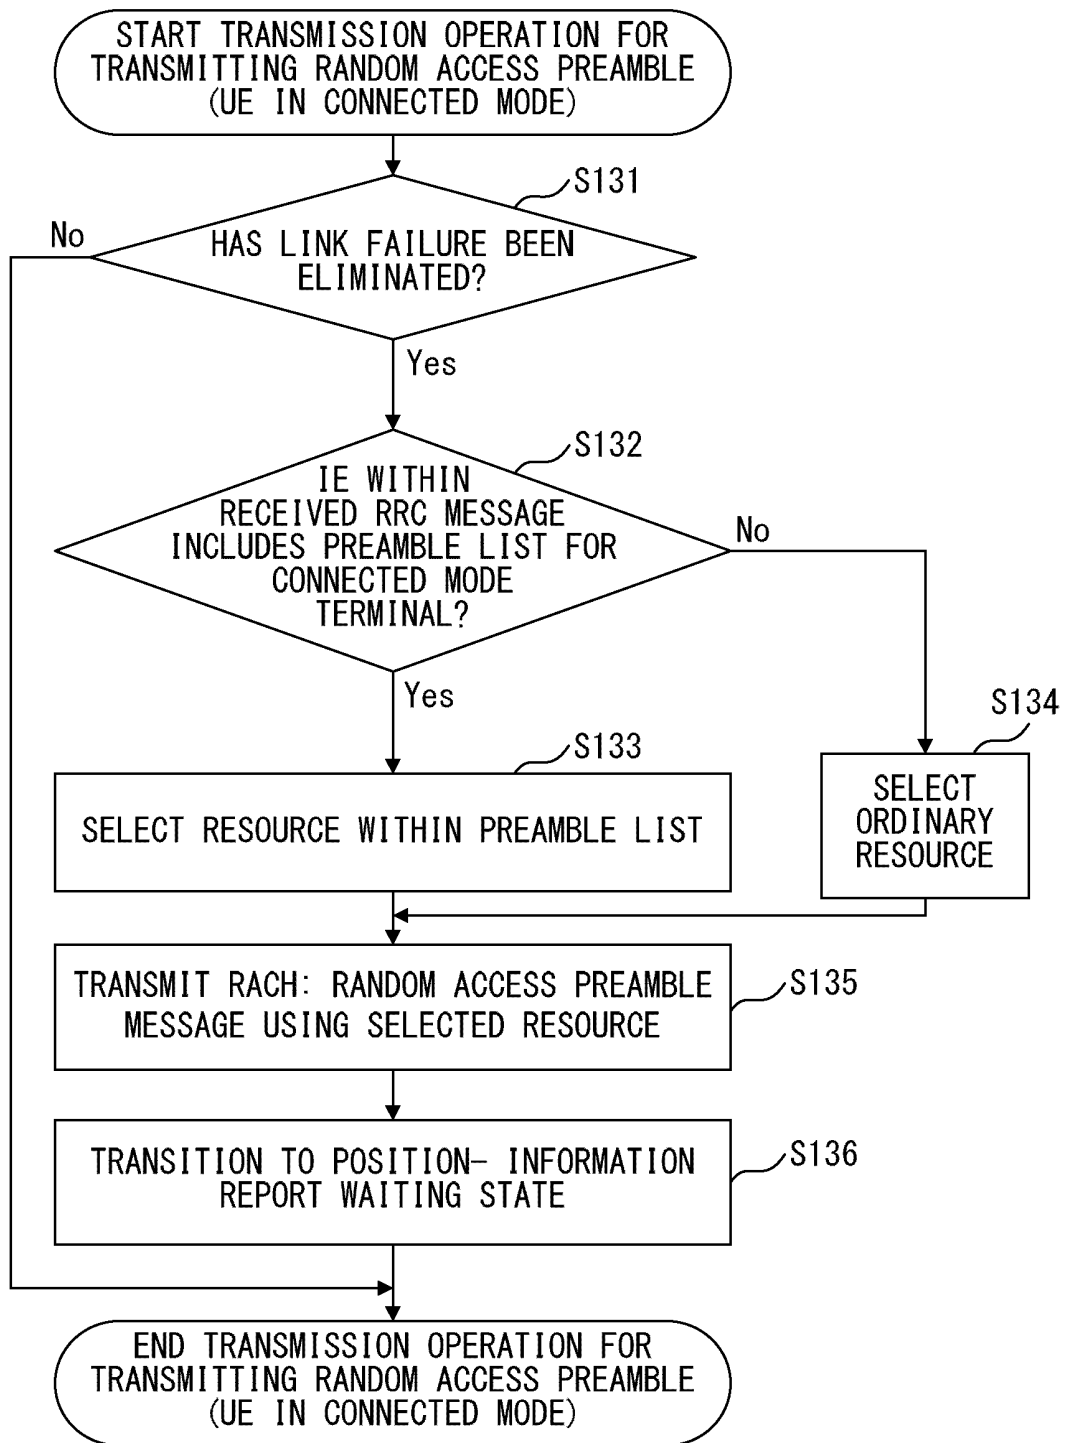 START TRANSMISSION OPERATION FOR
TRANSMITTING RANDOM ACCESS PREAMBLE
(UE IN CONNECTED MODE)
S131
No
HAS LINK FAILURE BEEN
ELIMINATED?
Yes
S132
IE WITHIN
RECEIVED RRC MESSAGE
INCLUDES PREAMBLE LIST FOR
CONNECTED MODE
TERMINAL?
No
Yes
S133
SELECT RESOURCE WITHIN PREAMBLE LIST
S134
SELECT
ORDINARY
RESOURCE
TRANSMIT RACH: RANDOM ACCESS PREAMBLE
MESSAGE USING SELECTED RESOURCE
S135
TRANSITION TO POSITION- INFORMATION
REPORT WAITING STATE
S136
END TRANSMISSION OPERATION FOR
TRANSMITTING RANDOM ACCESS PREAMBLE
(UE IN CONNECTED MODE)